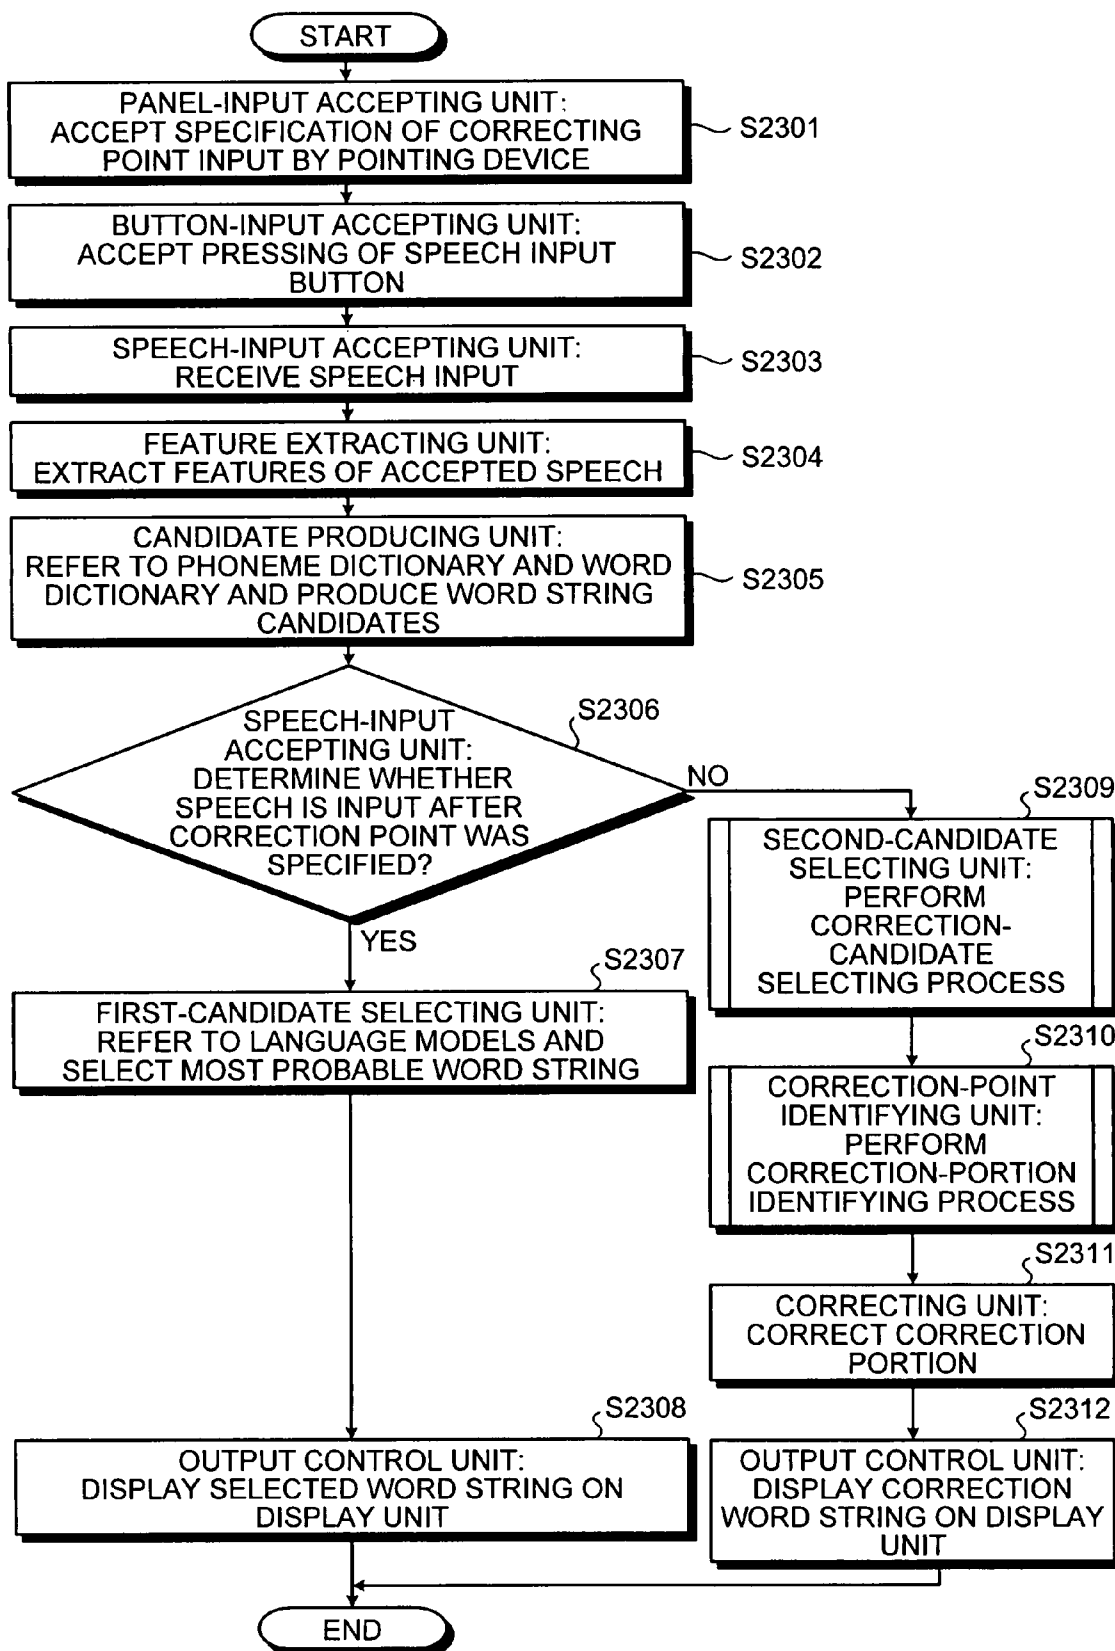 START
PANEL-INPUT ACCEPTING UNIT:
ACCEPT SPECIFICATION OF CORRECTING
POINT INPUT BY POINTING DEVICE
S2301
BUTTON-INPUT ACCEPTING UNIT:
ACCEPT PRESSING OF SPEECH INPUT
BUTTON
S2302
SPEECH-INPUT ACCEPTING UNIT:
RECEIVE SPEECH INPUT
S2303
FEATURE EXTRACTING UNIT:
EXTRACT FEATURES OF ACCEPTED SPEECH
S2304
CANDIDATE PRODUCING UNIT:
REFER TO PHONEME DICTIONARY AND WORD
DICTIONARY AND PRODUCE WORD STRING
CANDIDATES
S2305
SPEECH-INPUT
ACCEPTING UNIT:
DETERMINE WHETHER
SPEECH IS INPUT AFTER
CORRECTION POINT WAS
SPECIFIED?
S2306
NO
YES
S2307
FIRST-CANDIDATE SELECTING UNIT:
REFER TO LANGUAGE MODELS AND
SELECT MOST PROBABLE WORD STRING
S2308
OUTPUT CONTROL UNIT:
DISPLAY SELECTED WORD STRING ON
DISPLAY UNIT
S2309
SECOND-CANDIDATE
SELECTING UNIT:
PERFORM
CORRECTION-
CANDIDATE
SELECTING PROCESS
S2310
CORRECTION-POINT
IDENTIFYING UNIT:
PERFORM
CORRECTION-PORTION
IDENTIFYING PROCESS
S2311
CORRECTING UNIT:
CORRECT CORRECTION
PORTION
S2312
OUTPUT CONTROL UNIT:
DISPLAY CORRECTION
WORD STRING ON DISPLAY
UNIT
END